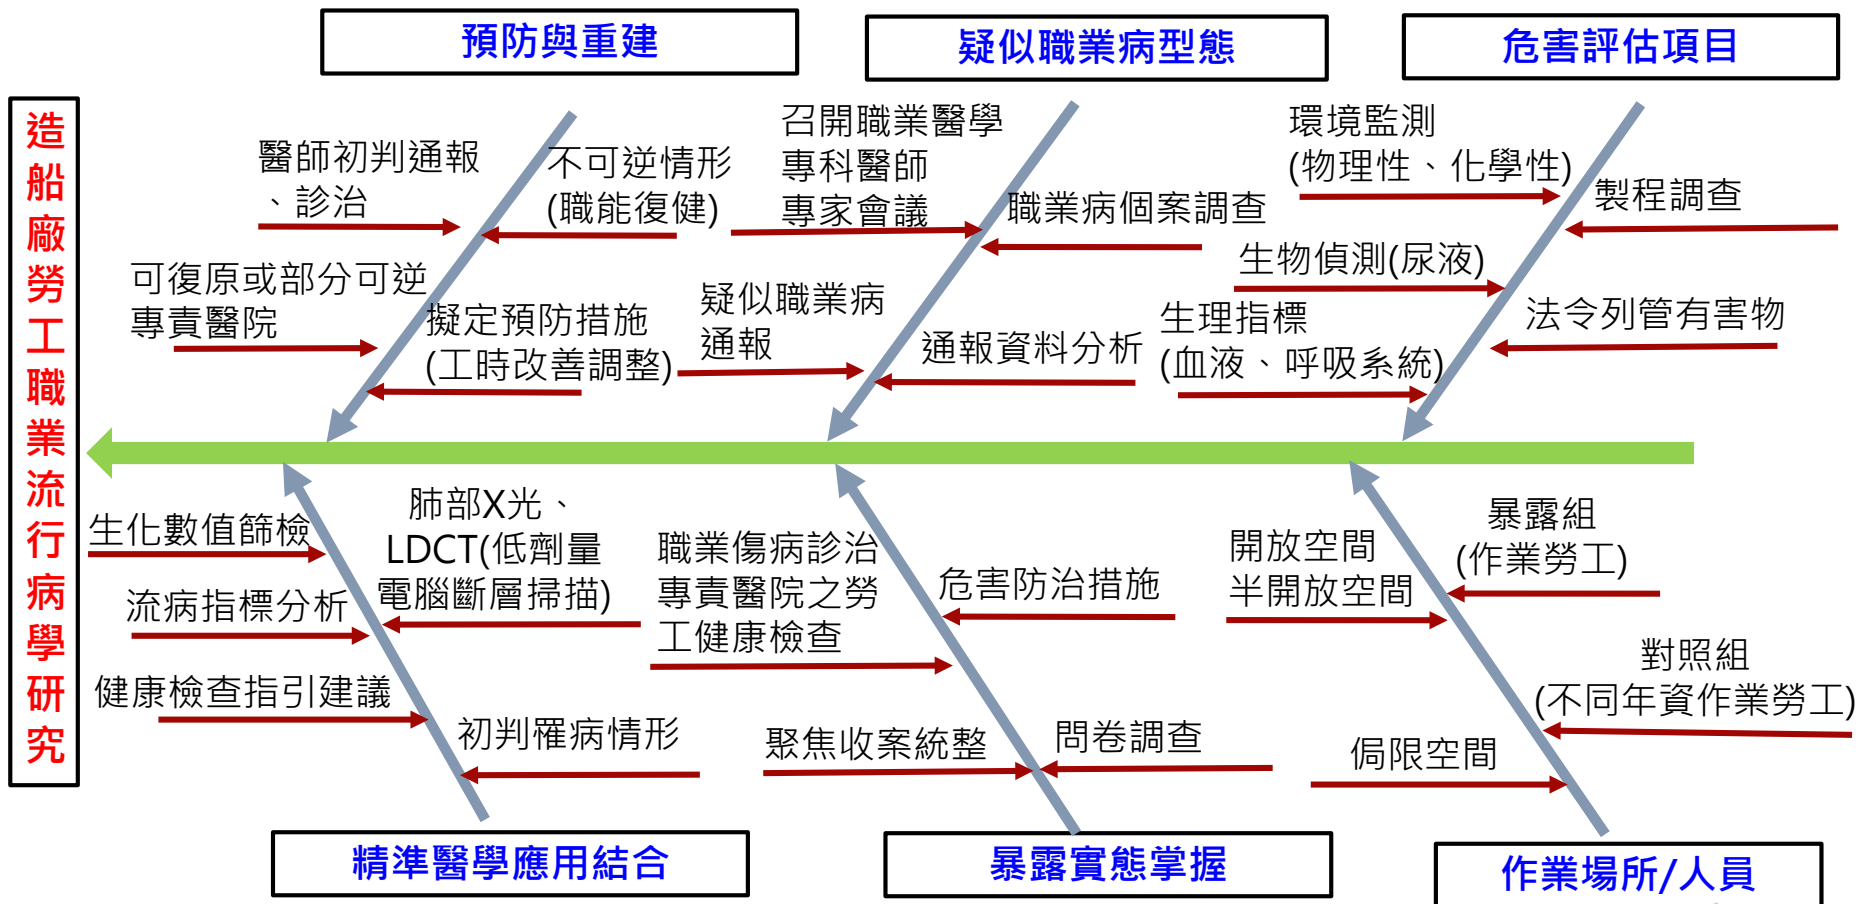 預防與重建
疑似職業病型態
危害評估項目
造船廠勞工職業流行病學研究
醫師初判通報
、診治
不可逆情形
(職能復健)
可復原或部分可逆
專責醫院
擬定預防措施
(工時改善調整)
召開職業醫學
專科醫師
專家會議
職業病個案調查
疑似職業病
通報
通報資料分析
環境監測
(物理性、化學性)
製程調查
生物偵測(尿液)
法令列管有害物
生理指標
(血液、呼吸系統)
生化數值篩檢
肺部X光、
LDCT(低劑量
電腦斷層掃描)
流病指標分析
健康檢查指引建議
初判罹病情形
職業傷病診治
專責醫院之勞
工健康檢查
危害防治措施
聚焦收案統整
問卷調查
開放空間
半開放空間
暴露組
(作業勞工)
對照組
(不同年資作業勞工)
侷限空間
精準醫學應用結合
暴露實態掌握
作業場所/人員